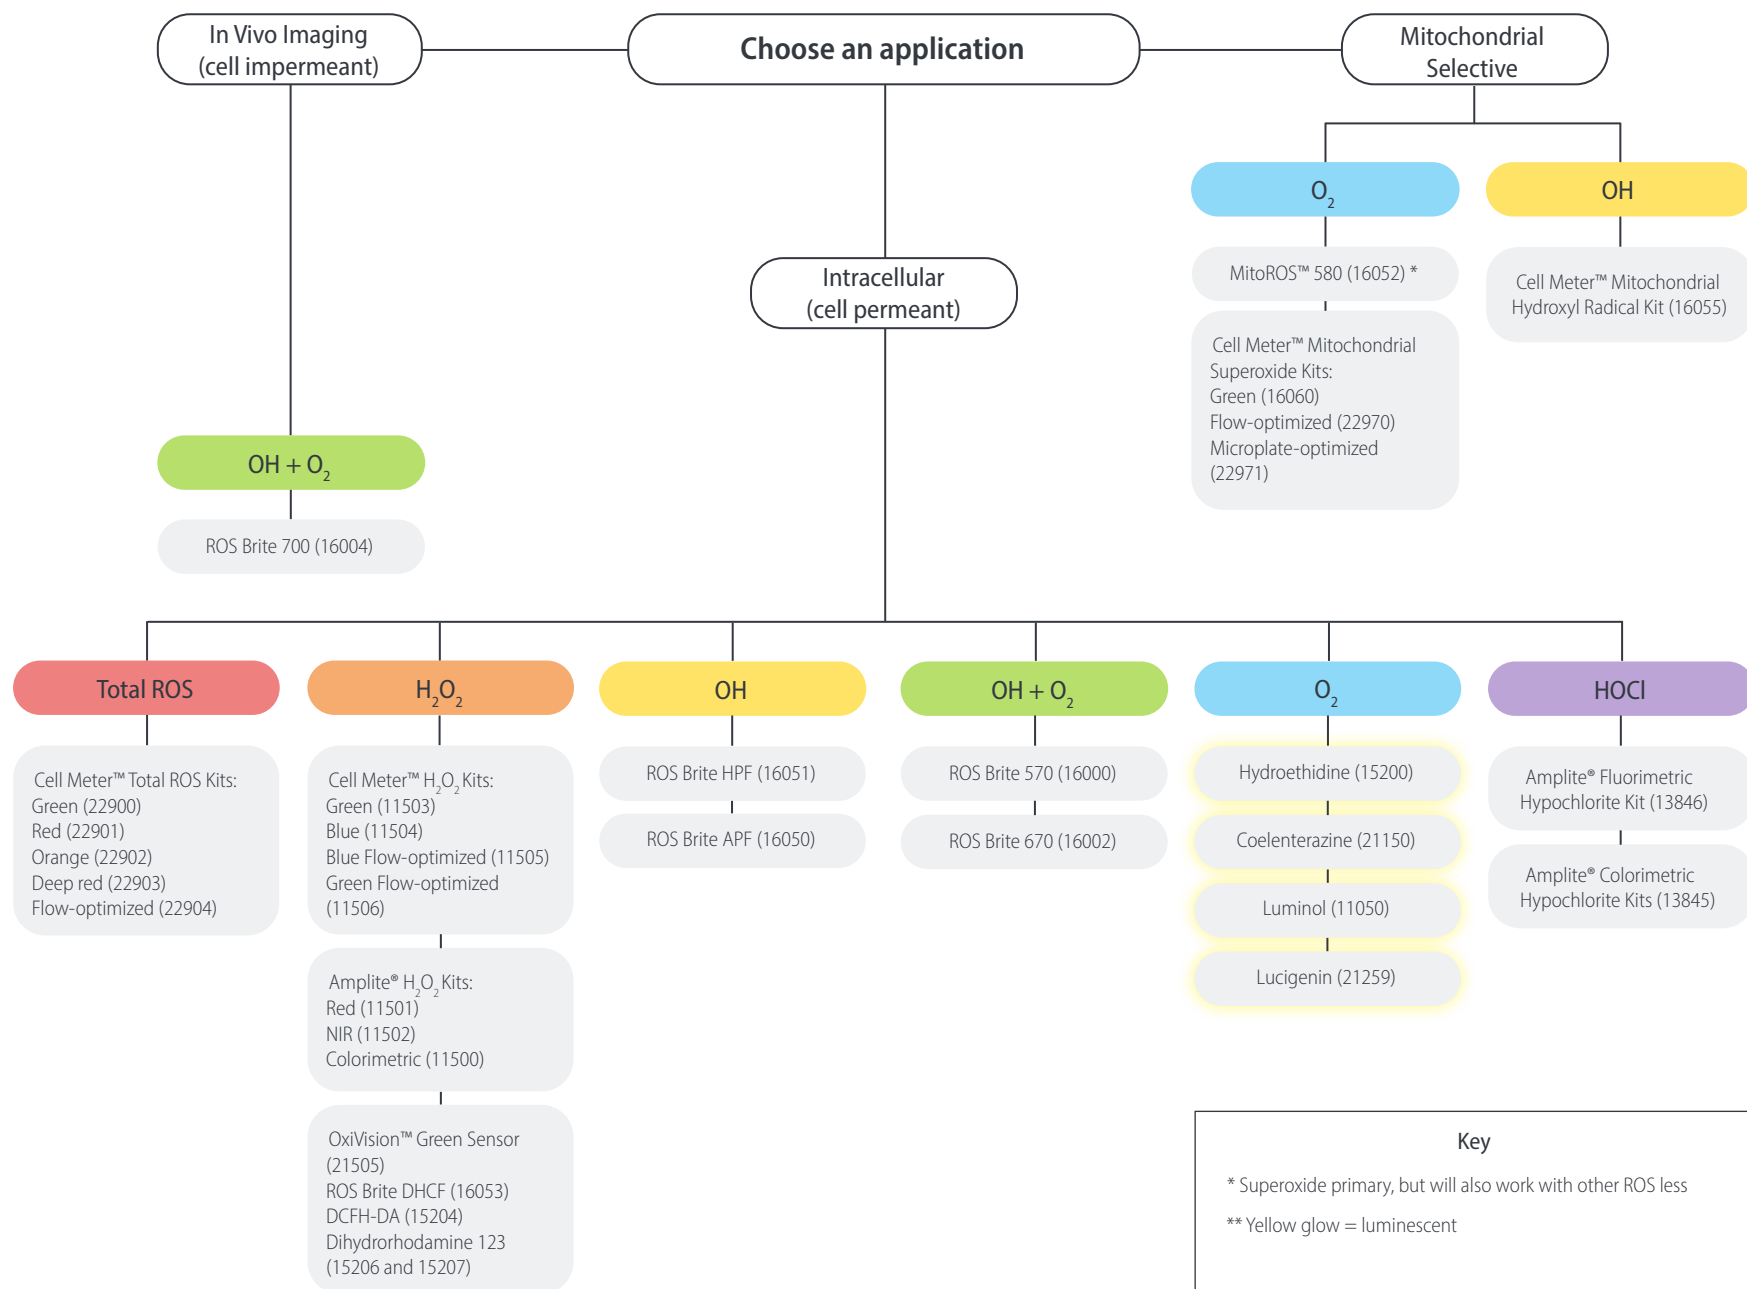 In Vivo Imaging
(cell impermeant)
Choose an application
Mitochondrial
Selective
O₂
OH
MitoROS™ 580 (16052) *
Cell Meter™ Mitochondrial
Hydroxyl Radical Kit (16055)
Intracellular
(cell permeant)
Cell Meter™ Mitochondrial
Superoxide Kits:
Green (16060)
Flow-optimized (22970)
Microplate-optimized
(22971)
OH + O₂
ROS Brite 700 (16004)
Total ROS
Cell Meter™ Total ROS Kits:
Green (22900)
Red (22901)
Orange (22902)
Deep red (22903)
Flow-optimized (22904)
H₂O₂
Cell Meter™ H₂O₂ Kits:
Green (11503)
Blue (11504)
Blue Flow-optimized (11505)
Green Flow-optimized
(11506)
Amplite® H₂O₂ Kits:
Red (11501)
NIR (11502)
Colorimetric (11500)
OxiVision™ Green Sensor
(21505)
ROS Brite DHCF (16053)
DCFH-DA (15204)
Dihydrorhodamine 123
(15206 and 15207)
OH
ROS Brite HPF (16051)
ROS Brite APF (16050)
OH + O₂
ROS Brite 570 (16000)
ROS Brite 670 (16002)
O₂
Hydroethidine (15200)
Coelenterazine (21150)
Luminol (11050)
Lucigenin (21259)
HOCl
Amplite® Fluorimetric
Hypochlorite Kit (13846)
Amplite® Colorimetric
Hypochlorite Kits (13845)
Key
* Superoxide primary, but will also work with other ROS less
** Yellow glow = luminescent